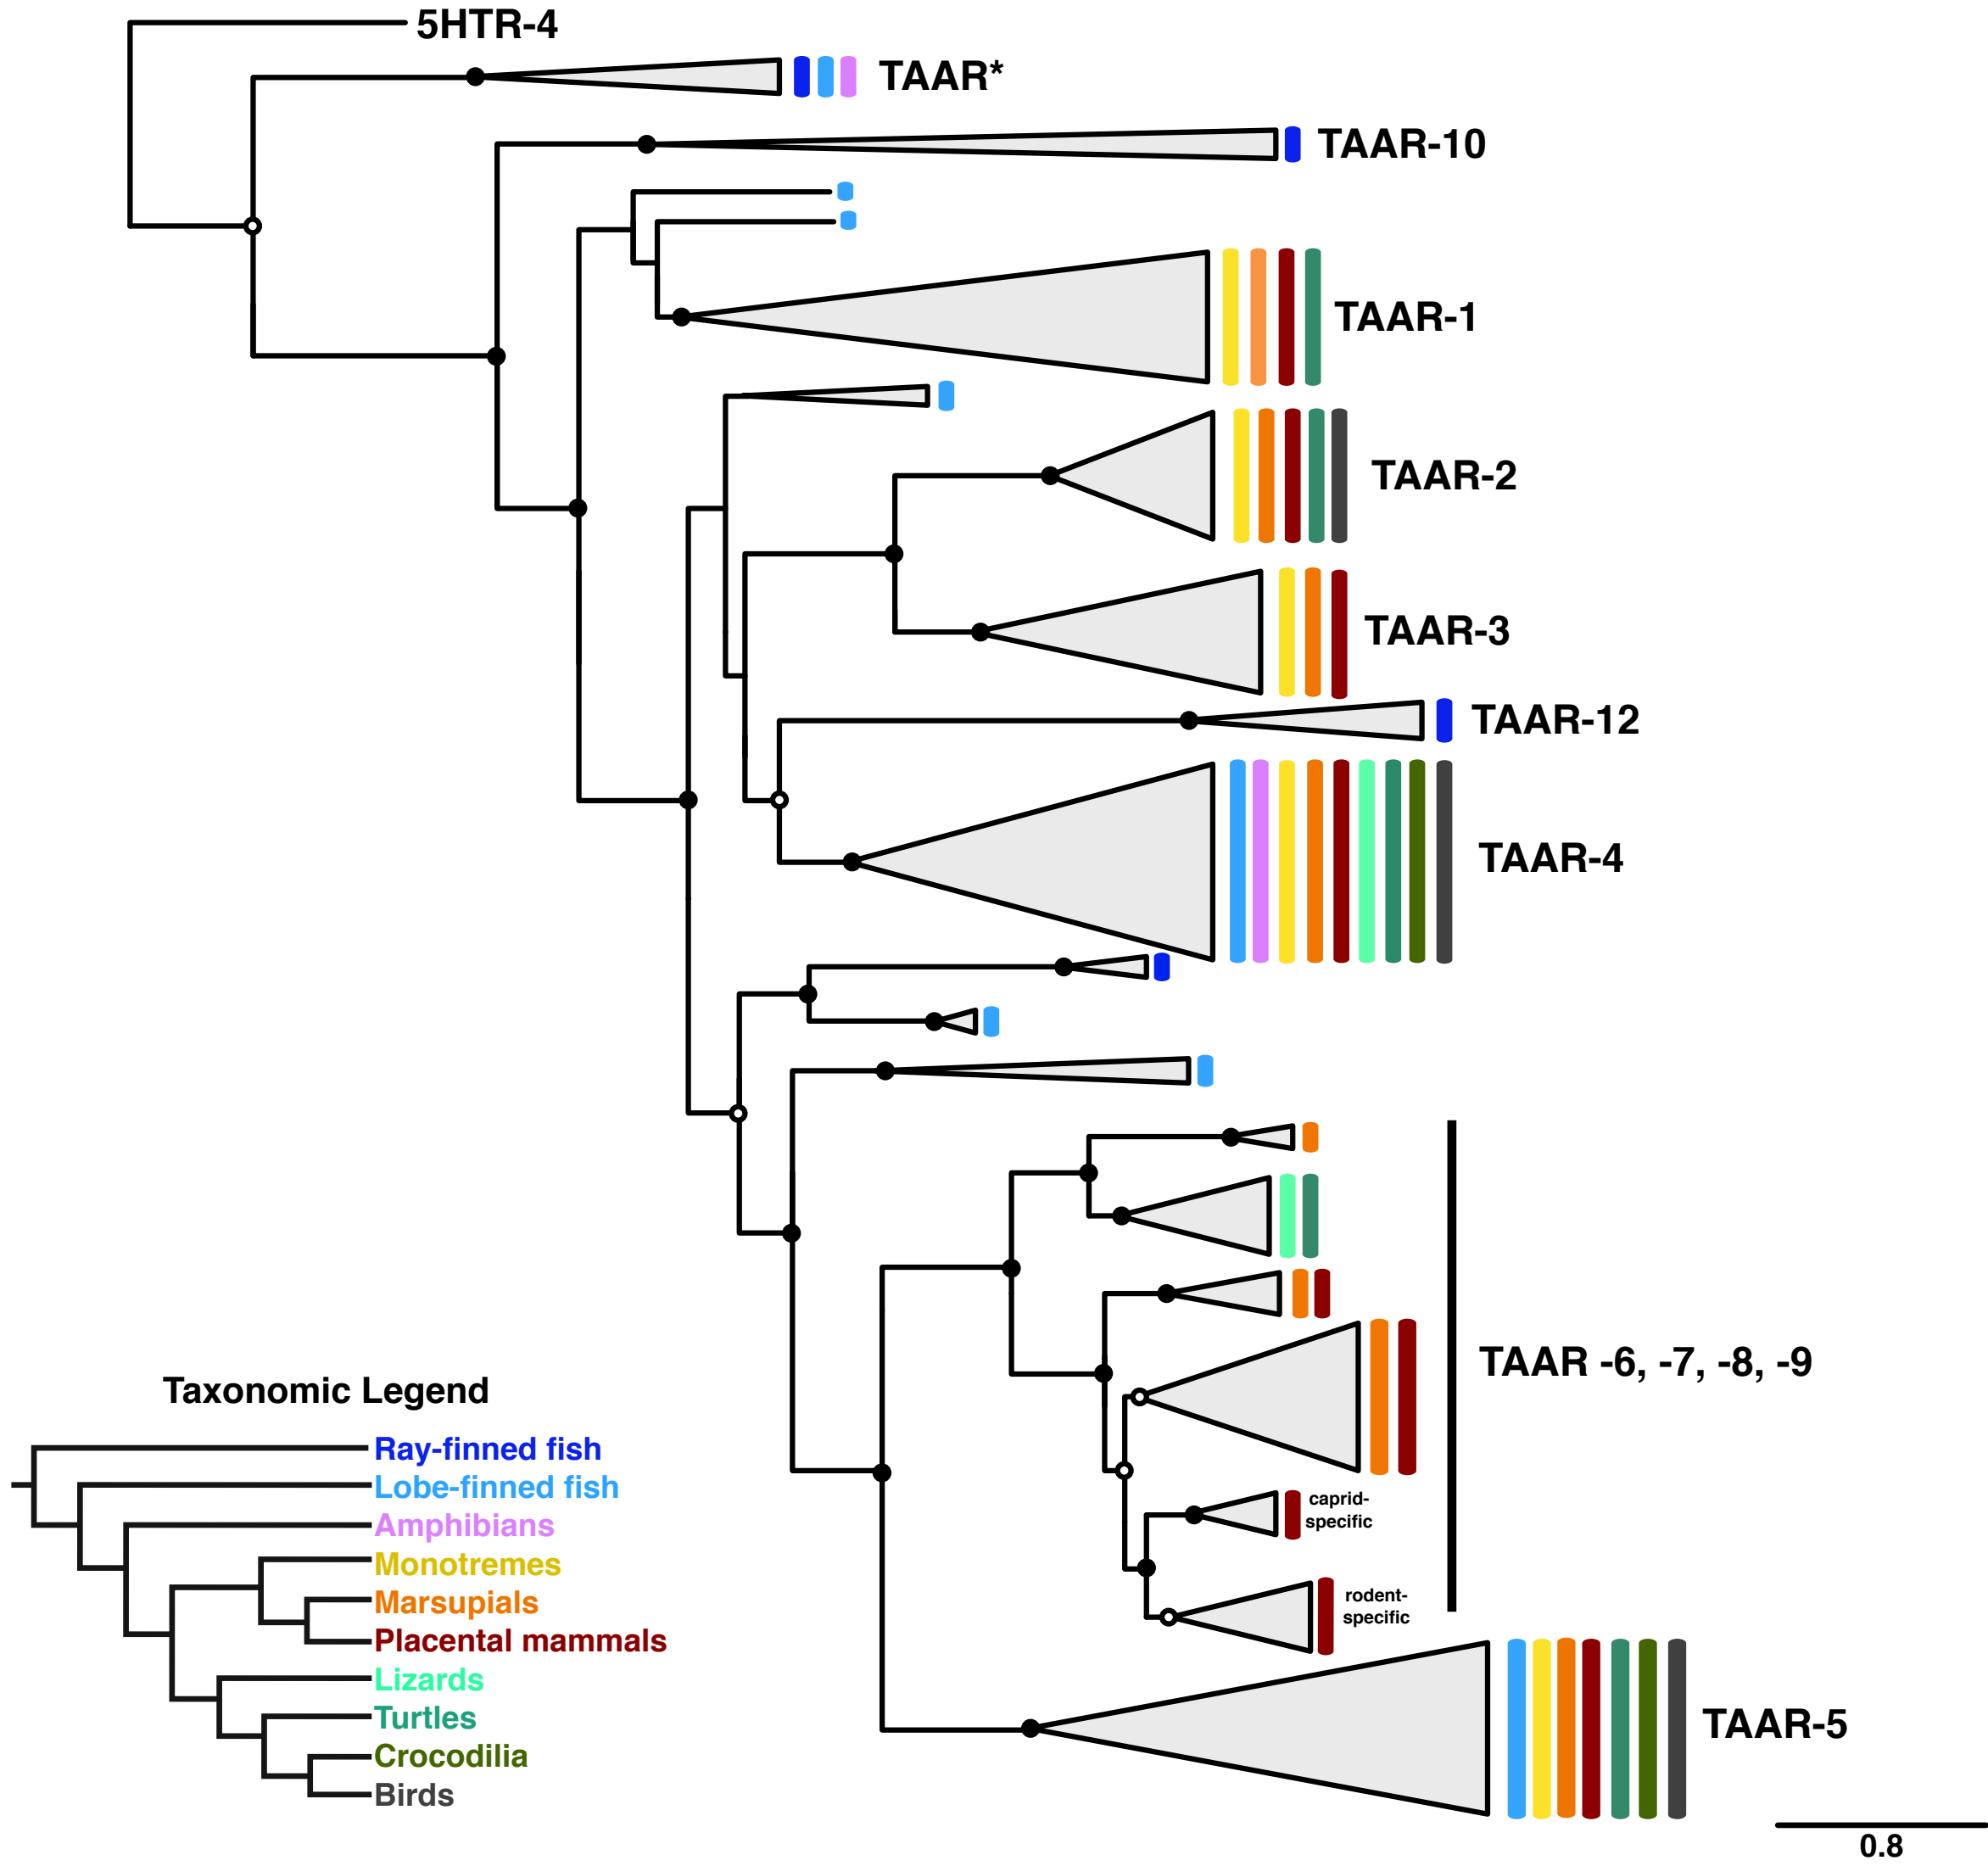 5HTR-4
TAAR*
TAAR-10
TAAR-1
TAAR-2
TAAR-3
TAAR-12
TAAR-4
TAAR -6, -7, -8, -9
caprid-
specific
rodent-
specific
TAAR-5
0.8
Taxonomic Legend
Ray-finned fish
Lobe-finned fish
Amphibians
Monotremes
Marsupials
Placental mammals
Lizards
Turtles
Crocodilia
Birds